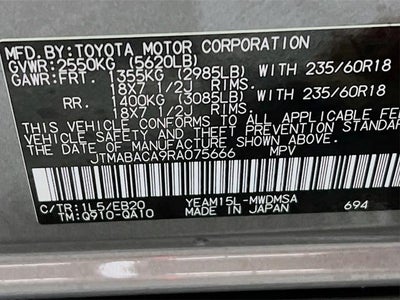 MFD.BY:TOYOTA MOTOR CORPORATION
GVWR:2550KG (5620LB)
GAWR:FRT. 1355KG (2985LB) WITH 235/60R18
18X7 1/2J RIMS.
RR. 1400KG (3085LB) WITH 235/60R18
18X7 1/2J RIMS.
THIS VEHICLE CONFORMS TO ALL APPLICABLE
SAFETY AND THEFT PREVENTION STANDARD
THE DATE OF MANUFACTURE SHOWN ABOVE.
JTMABACA9RA075666 MPV
C/TR:1L5/EB20 YEAM15L-MWDMSA
TM:Q910-QA10 MADE IN JAPAN 694